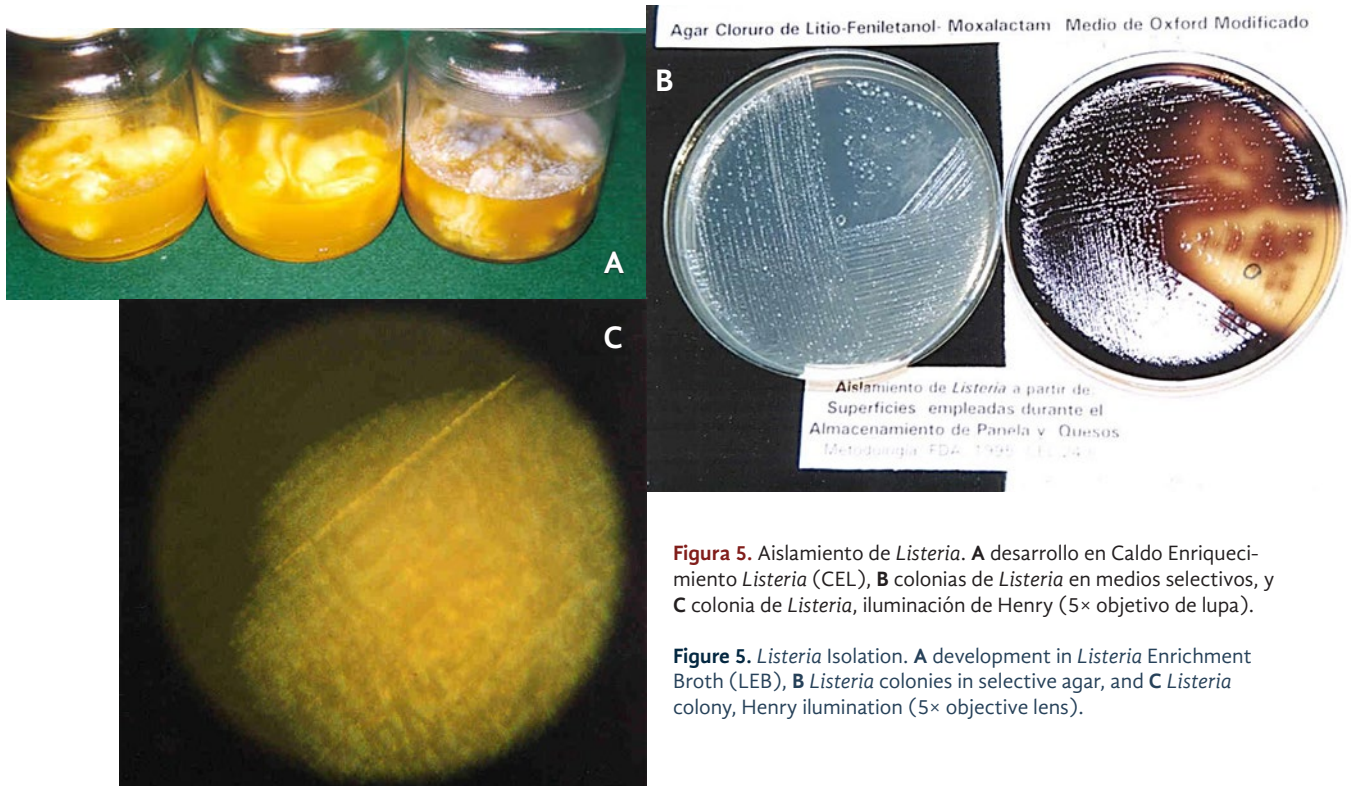 Agar Cloruro de Litio-Feniletanol- Moxalactam Medio de Oxford Modificado
B
A
C
Aislamiento de Listeria a partir de
Superficies empleadas durante el
Almacenamiento de Panela y Quesos
Metodología FDA, 1995
Figura 5. Aislamiento de Listeria. A desarrollo en Caldo Enriqueci-
miento Listeria (CEL), B colonias de Listeria en medios selectivos, y
C colonia de Listeria, iluminación de Henry (5× objetivo de lupa).
Figure 5. Listeria Isolation. A development in Listeria Enrichment
Broth (LEB), B Listeria colonies in selective agar, and C Listeria
colony, Henry ilumination (5× objective lens).